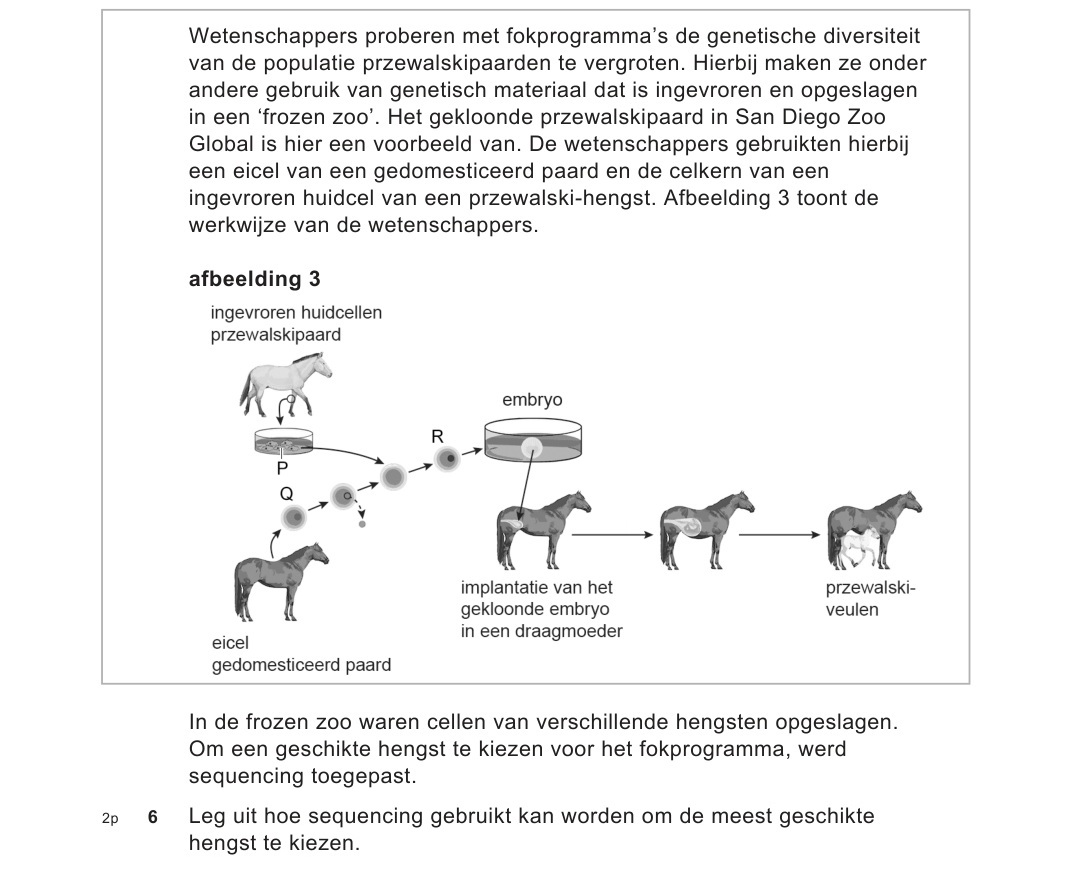 Wetenschappers proberen met fokprogramma’s de genetische diversiteit
van de populatie przewalskipaarden te vergroten. Hierbij maken ze onder
andere gebruik van genetisch materiaal dat is ingevroren en opgeslagen
in een ‘frozen zoo’. Het gekloonde przewalskipaard in San Diego Zoo
Global is hier een voorbeeld van. De wetenschappers gebruikten hierbij
een eicel van een gedomesticeerd paard en de celkern van een
ingevroren huidcel van een przewalski-hengst. Afbeelding 3 toont de
werkwijze van de wetenschappers.
afbeelding 3
ingevroren huidcellen
przewalskipaard
embryo
R
P
Q
implantatie van het
gekloonde embryo
in een draagmoeder
przewalski-
veulen
eicel
gedomesticeerd paard
In de frozen zoo waren cellen van verschillende hengsten opgeslagen.
Om een geschikte hengst te kiezen voor het fokprogramma, werd
sequencing toegepast.
2p 6 Leg uit hoe sequencing gebruikt kan worden om de meest geschikte
hengst te kiezen.